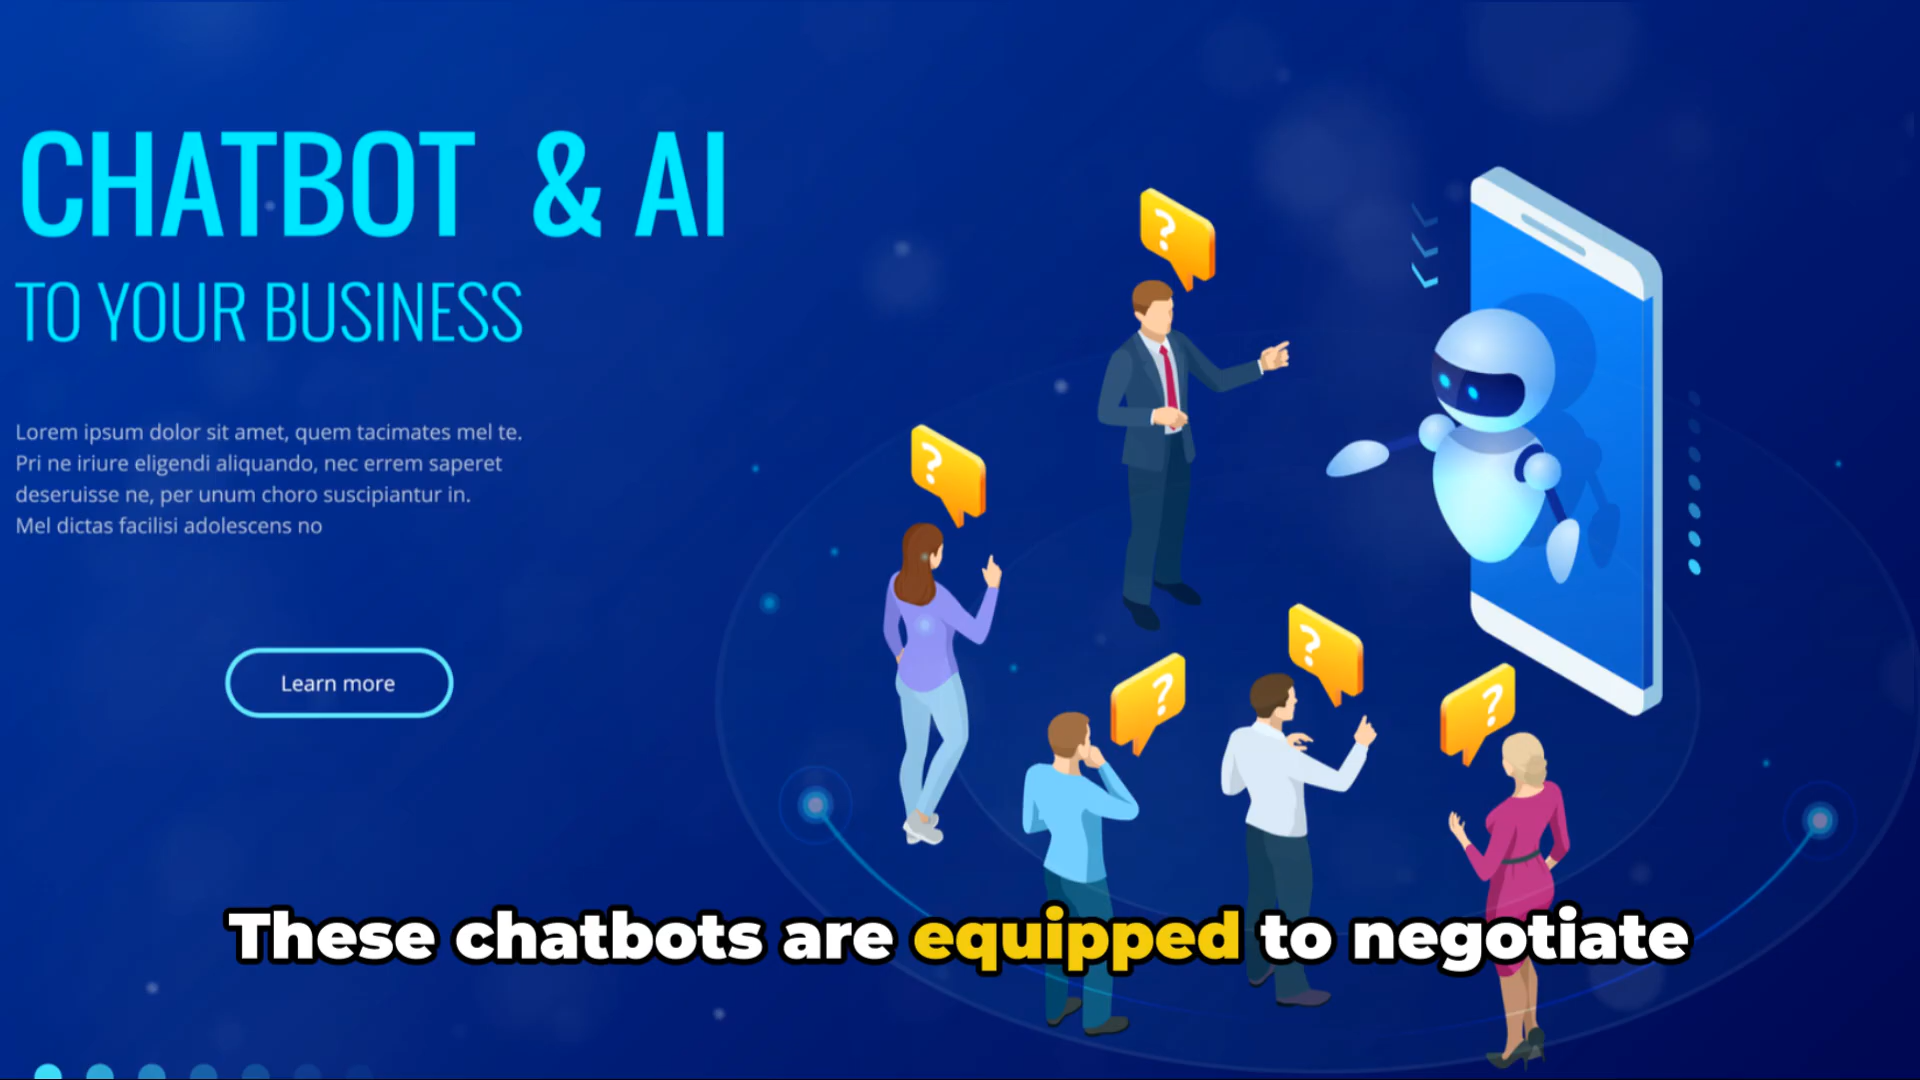 CHATBOT & AI
TO YOUR BUSINESS
Lorem ipsum dolor sit amet, quem tacimates mel te.
Pri ne iriure eligendi aliquando, nec errem saperet
deseruisse ne, per unum choro suscipiantur in.
Mel dictas facilisi adolescens no
Learn more
?
?
?
?
?
These chatbots are equipped to negotiate